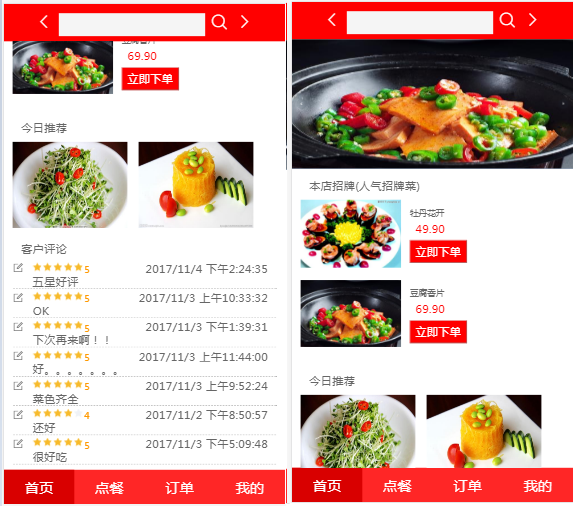 豆腐香片
69.90
立即下单
今日推荐
客户评论
5
2017/11/4 下午2:24:35
五星好评
5
2017/11/3 上午10:33:32
OK
5
2017/11/3 下午1:39:31
下次再来啊！！
5
2017/11/3 上午11:44:00
好。。。。。。。
5
2017/11/3 上午9:52:24
菜色齐全
4
2017/11/2 下午8:50:57
还好
5
2017/11/3 下午5:09:48
很好吃
首页 点餐 订单 我的
本店招牌(人气招牌菜)
牡丹花开
49.90
立即下单
豆腐香片
69.90
立即下单
今日推荐
首页 点餐 订单 我的